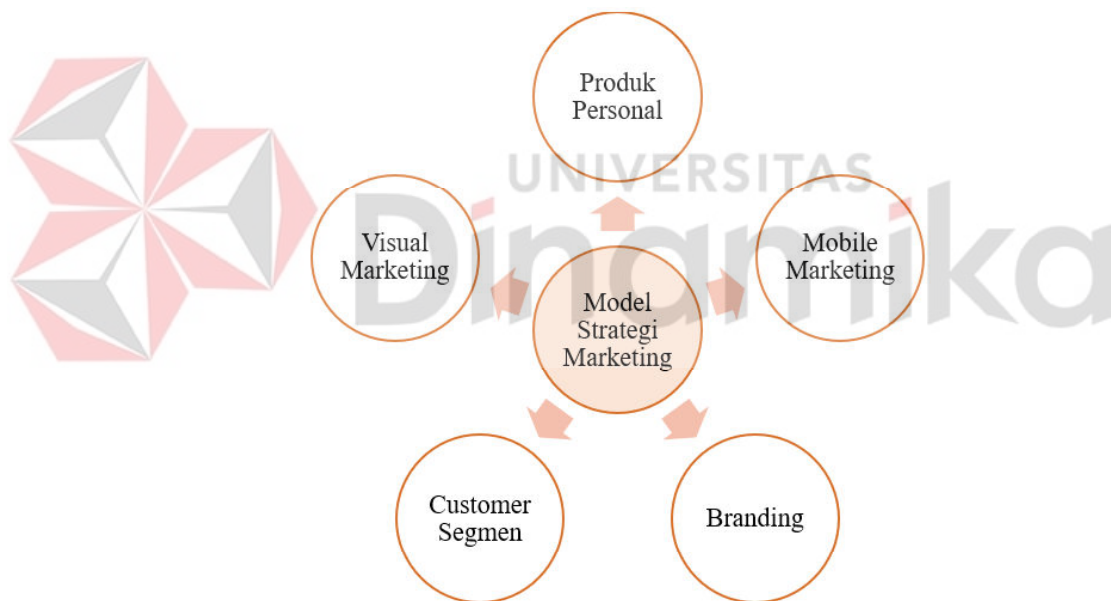 Produk
Personal
UNIVERSITAS
Dinamika
Visual
Marketing
Mobile
Marketing
Model
Strategi
Marketing
Customer
Segmen
Branding